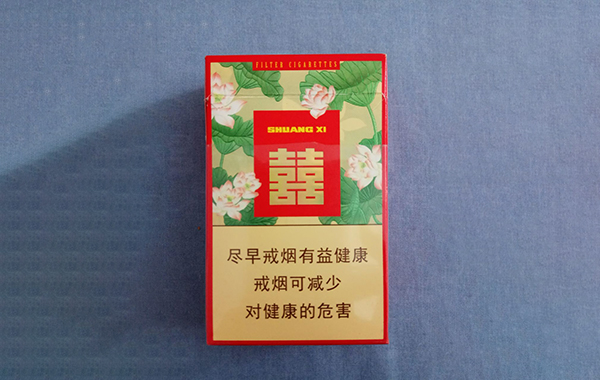 FILTER CIGARETTES
SHUANG XI
囍
尽早戒烟有益健康
戒烟可减少
对健康的危害